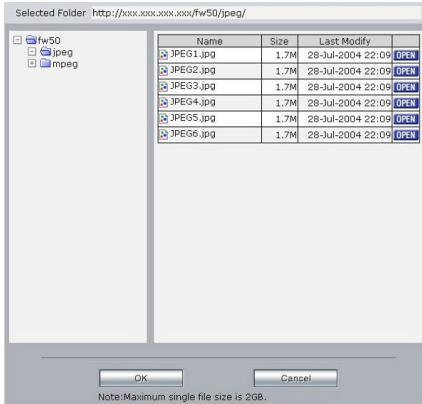 Selected Folder http://xxx.xxx.xxx.xxx/fw50/jpeg/
fw50
jpeg
mpeg
Name Size Last Modify
JPEG1.jpg 1.7M 28-Jul-2004 22:09 OPEN
JPEG2.jpg 1.7M 28-Jul-2004 22:09 OPEN
JPEG3.jpg 1.7M 28-Jul-2004 22:09 OPEN
JPEG4.jpg 1.7M 28-Jul-2004 22:09 OPEN
JPEG5.jpg 1.7M 28-Jul-2004 22:09 OPEN
JPEG6.jpg 1.7M 28-Jul-2004 22:09 OPEN
OK Cancel
Note:Maximum single file size is 2GB.